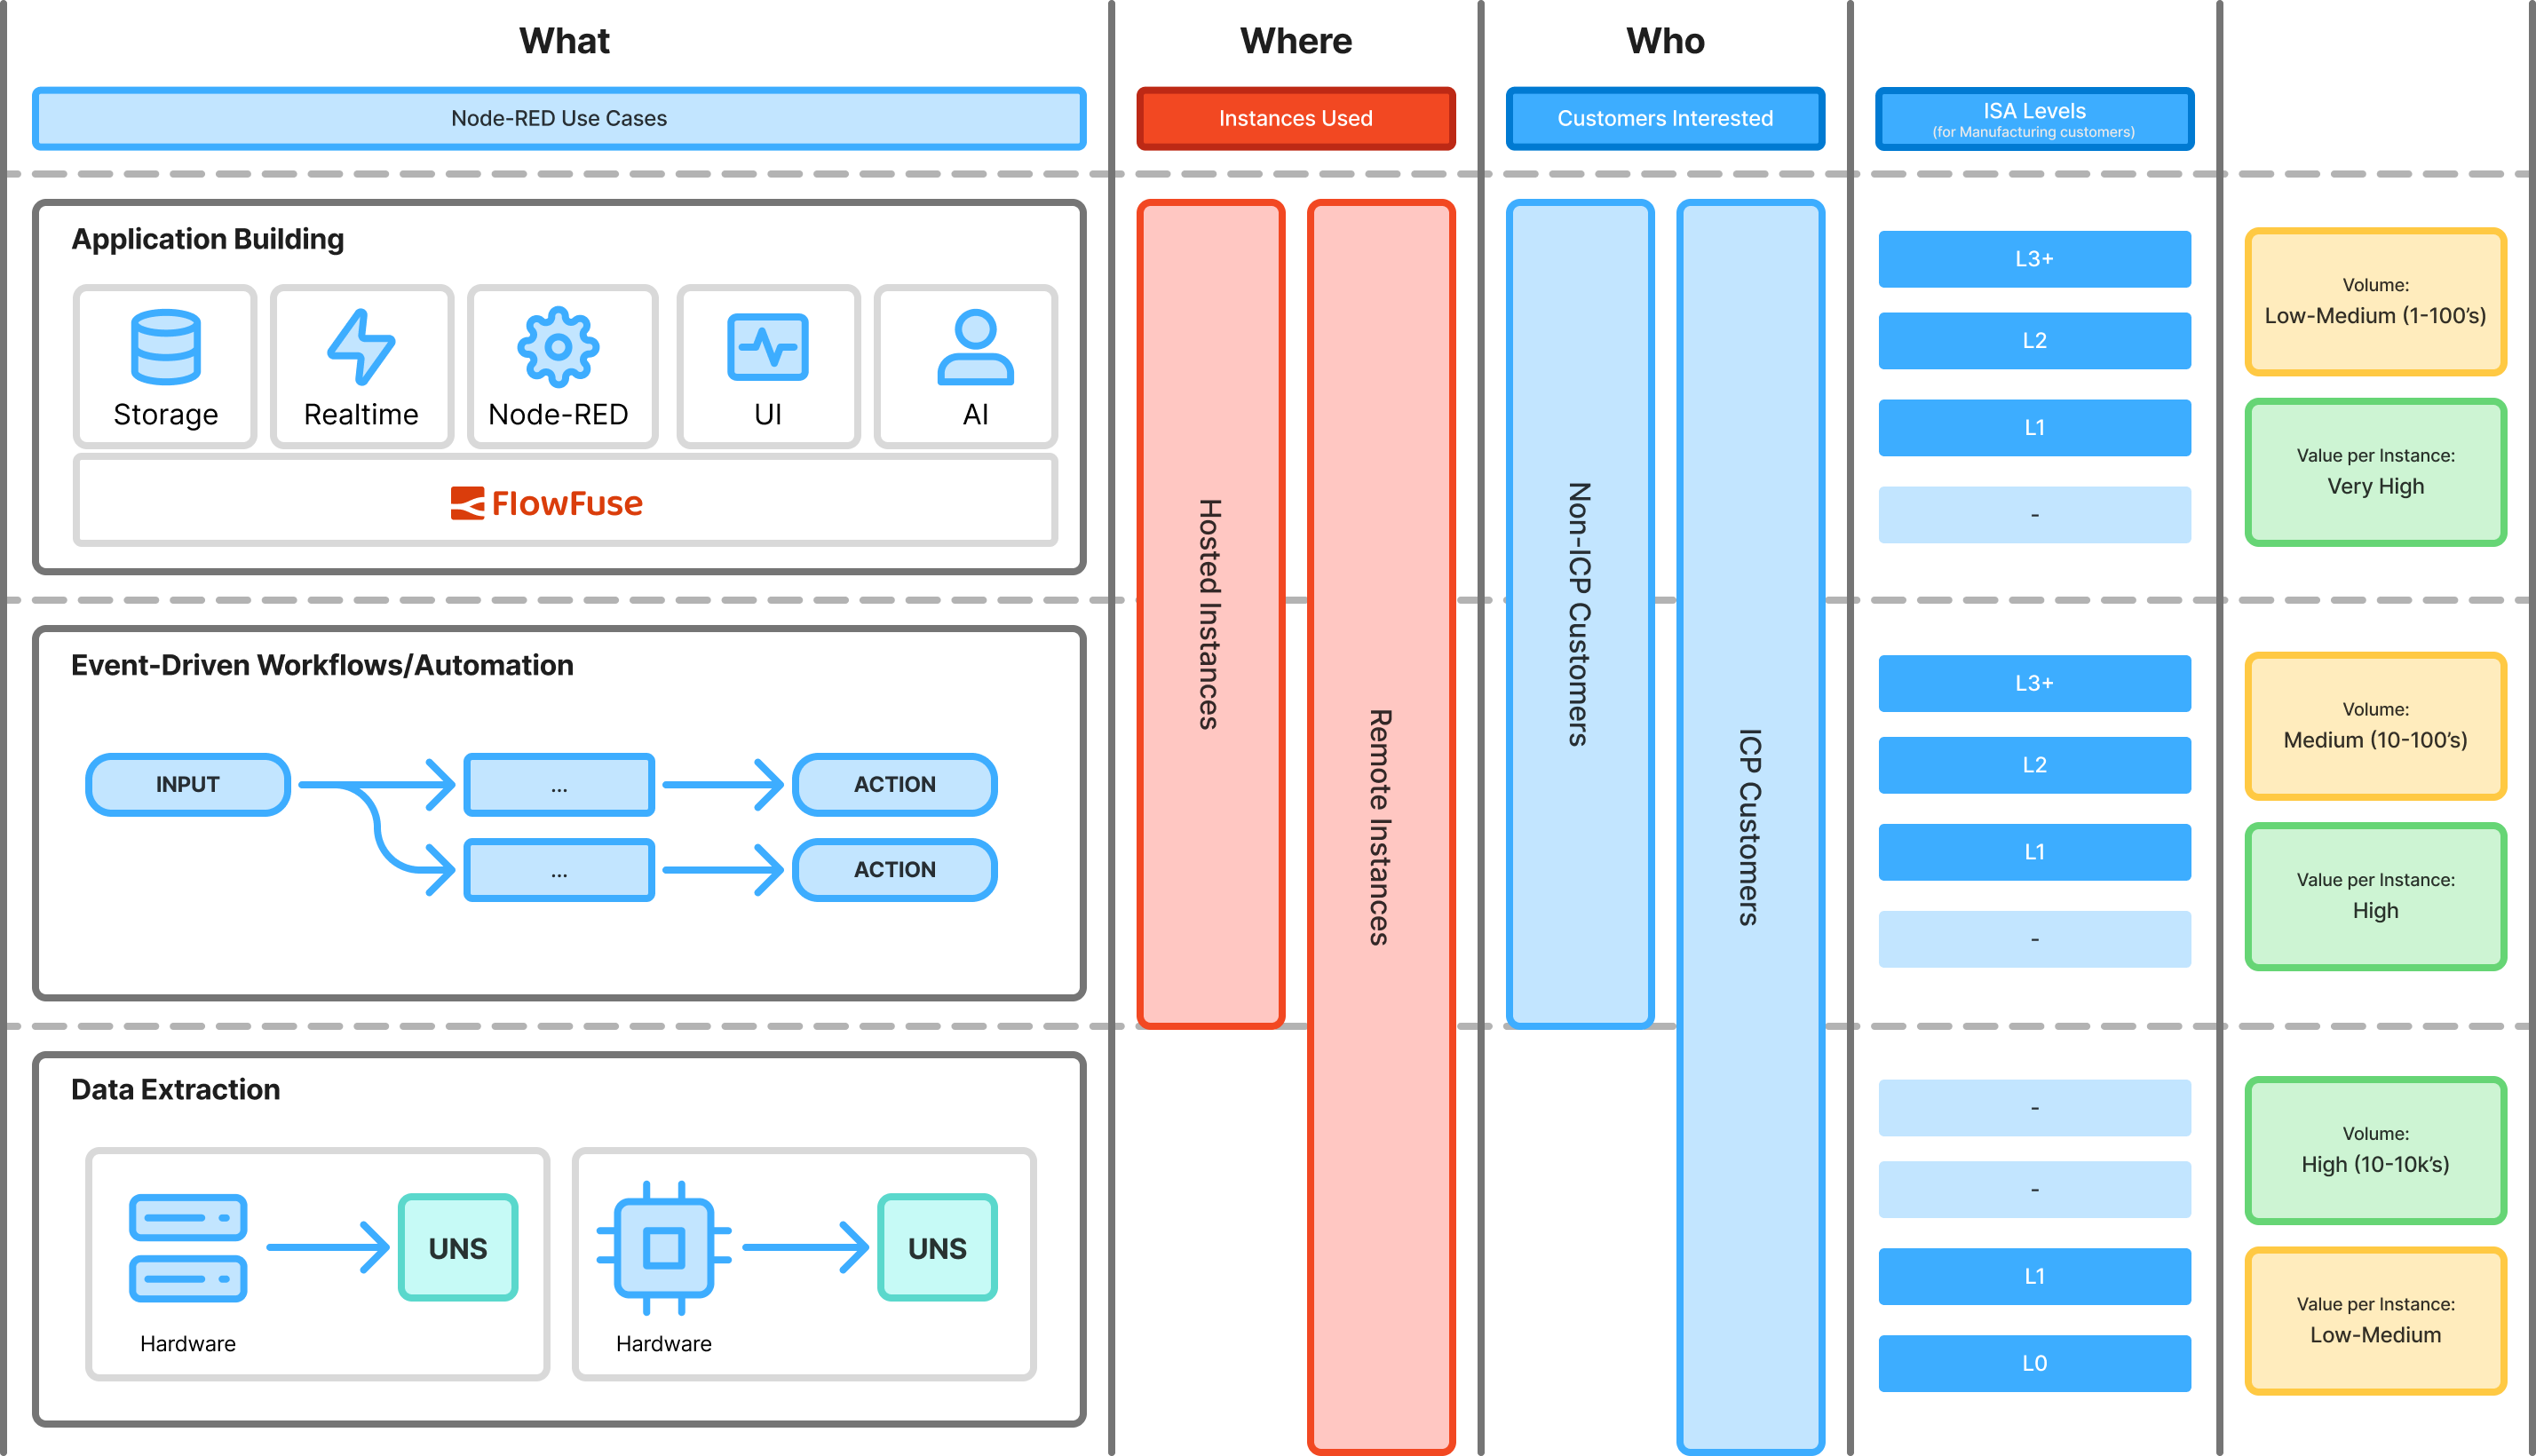 What
Where
Who
Node-RED Use Cases
Instances Used
Customers Interested
ISA Levels
(for Manufacturing customers)
Application Building
Storage
Realtime
Node-RED
UI
AI
FlowFuse
Hosted Instances
Remote Instances
Non-ICP Customers
ICP Customers
L3+
L2
L1
-
Volume:
Low-Medium (1-100’s)
Value per Instance:
Very High
Event-Driven Workflows/Automation
INPUT
...
ACTION
...
ACTION
L3+
L2
L1
-
Volume:
Medium (10-100’s)
Value per Instance:
High
Data Extraction
Hardware
UNS
Hardware
UNS
-
-
L1
L0
Volume:
High (10-10k’s)
Value per Instance:
Low-Medium